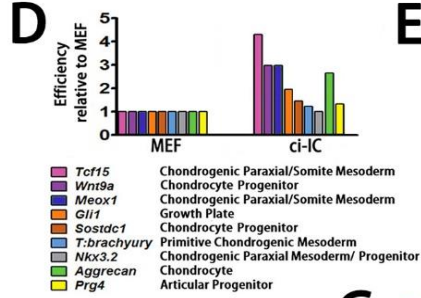 D
E
Efficiency
relative to MEF
5
4
3
2
1
0
MEF ci-IC
Tcf15 Chondrogenic Paraxial/Somite Mesoderm
Wnt9a Chondrocyte Progenitor
Meox1 Chondrogenic Paraxial/Somite Mesoderm
Gli1 Growth Plate
Sostdc1 Chondrocyte Progenitor
T:brachyury Primitive Chondrogenic Mesoderm
Nkx3.2 Chondrogenic Paraxial Mesoderm/ Progenitor
Aggrecan Chondrocyte
Prg4 Articular Progenitor